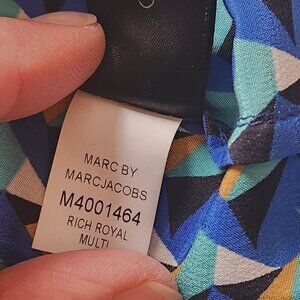 MARC BY
MARCJACOBS
M4001464
RICH ROYAL
MULTI